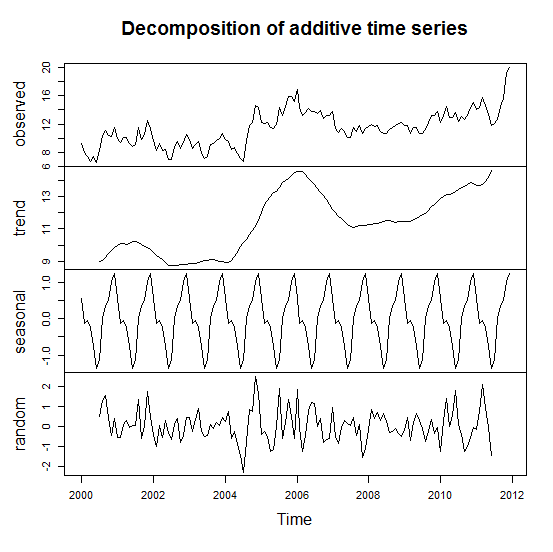 Decomposition of additive time series
observed
6 8 12 16 20
trend
9 11 13
seasonal
-1.0 0.0 1.0
random
-2 -1 0 1 2
2000 2002 2004 2006 2008 2010 2012
Time